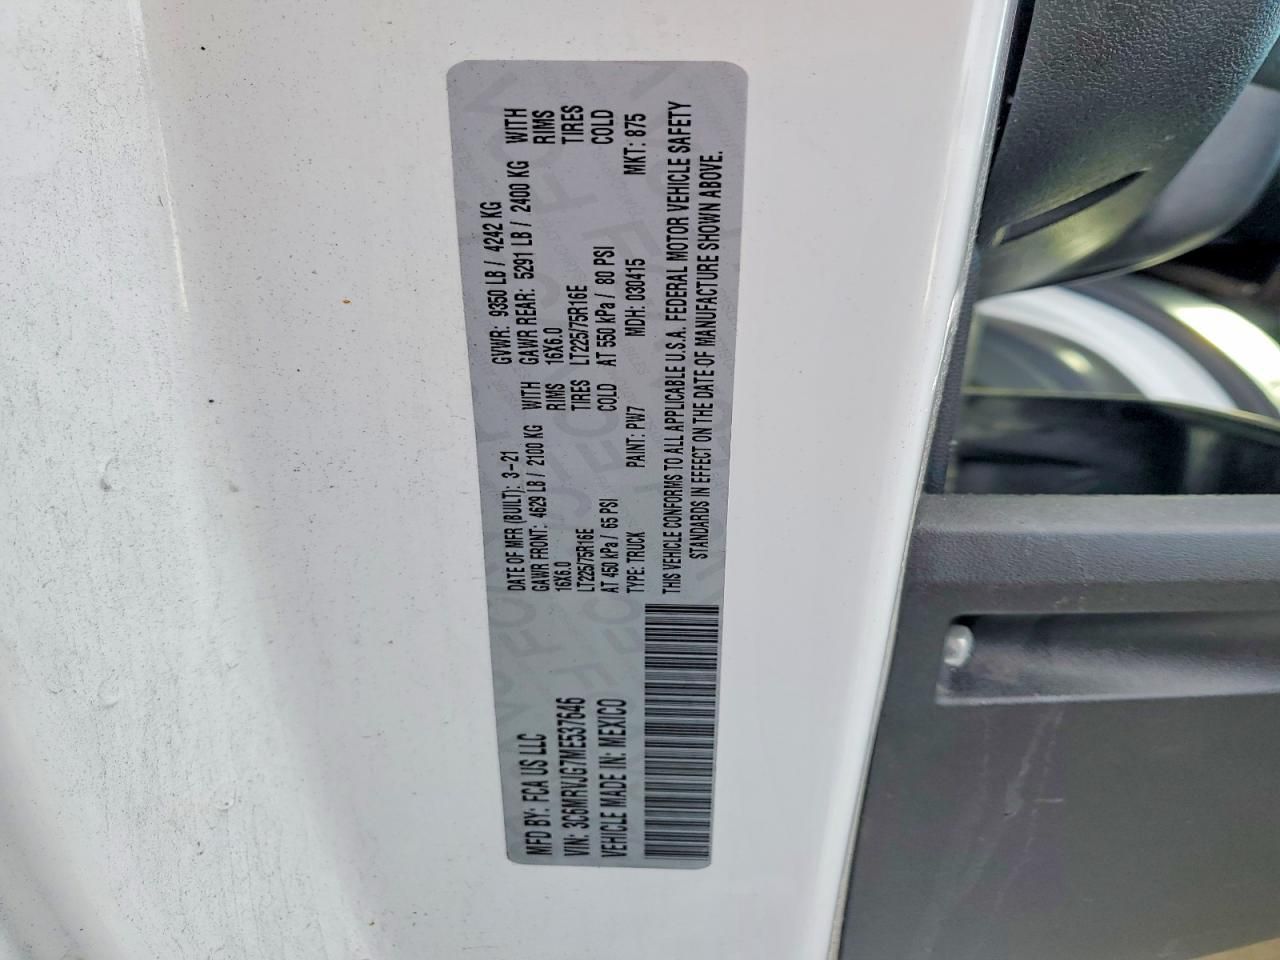 MFD BY: FCA US LLC
VIN: 3C6MRVJG7ME537646
VEHICLE MADE IN: MEXICO
DATE OF MFR (BUILT): 3-21 GVWR: 9350 LB / 4242 KG
GAWR FRONT: 4629 LB / 2100 KG WITH GAWR REAR: 5291 LB / 2400 KG WITH
16X6.0 RIMS 16X6.0 RIMS
LT225/75R16E TIRES LT225/75R16E TIRES
AT 450 kPa / 65 PSI COLD AT 550 kPa / 80 PSI COLD
TYPE: TRUCK PAINT: PW7 MDH: 030415 MKT: 875
THIS VEHICLE CONFORMS TO ALL APPLICABLE U.S.A. FEDERAL MOTOR VEHICLE SAFETY
STANDARDS IN EFFECT ON THE DATE OF MANUFACTURE SHOWN ABOVE.